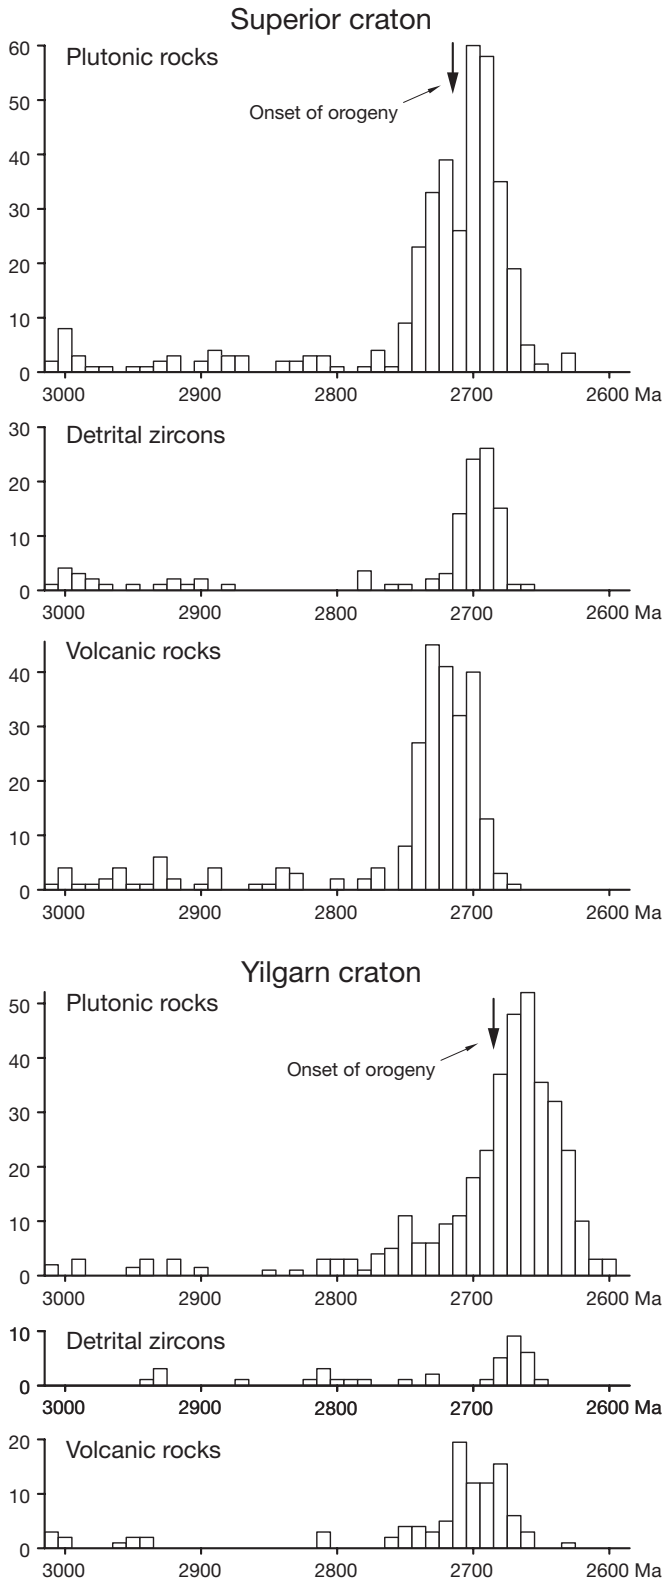 Superior craton
Plutonic rocks
60
50
40
30
20
10
0
Onset of orogeny
3000 2900 2800 2700 2600 Ma
Detrital zircons
30
20
10
0
3000 2900 2800 2700 2600 Ma
Volcanic rocks
40
30
20
10
0
3000 2900 2800 2700 2600 Ma
Yilgarn craton
Plutonic rocks
50
40
30
20
10
0
Onset of orogeny
3000 2900 2800 2700 2600 Ma
Detrital zircons
10
0
3000 2900 2800 2700 2600 Ma
Volcanic rocks
20
10
0
3000 2900 2800 2700 2600 Ma